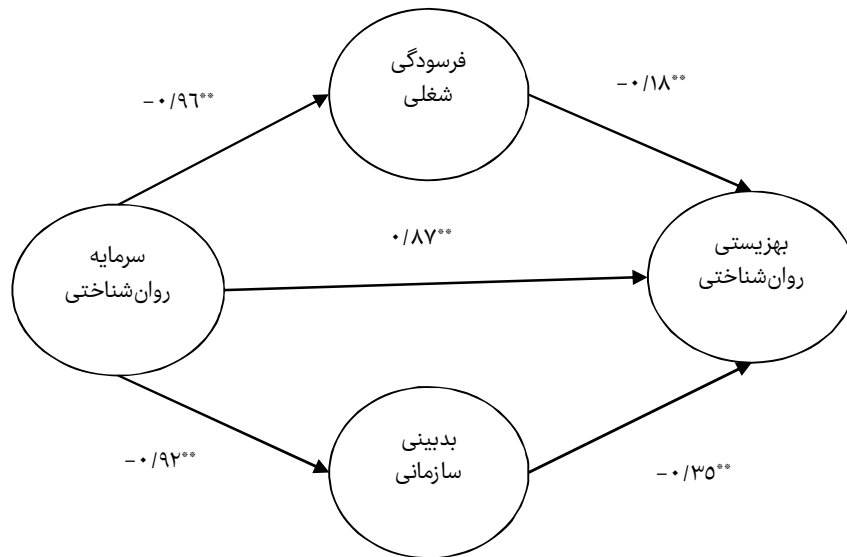 فرسودگی
شغلی
-۰/۹۶**
-۰/۱۸**
سرمایه
روان‌شناختی
۰/۸۷**
بهزیستی
روان‌شناختی
بدبینی
سازمانی
-۰/۹۲**
-۰/۳۵**